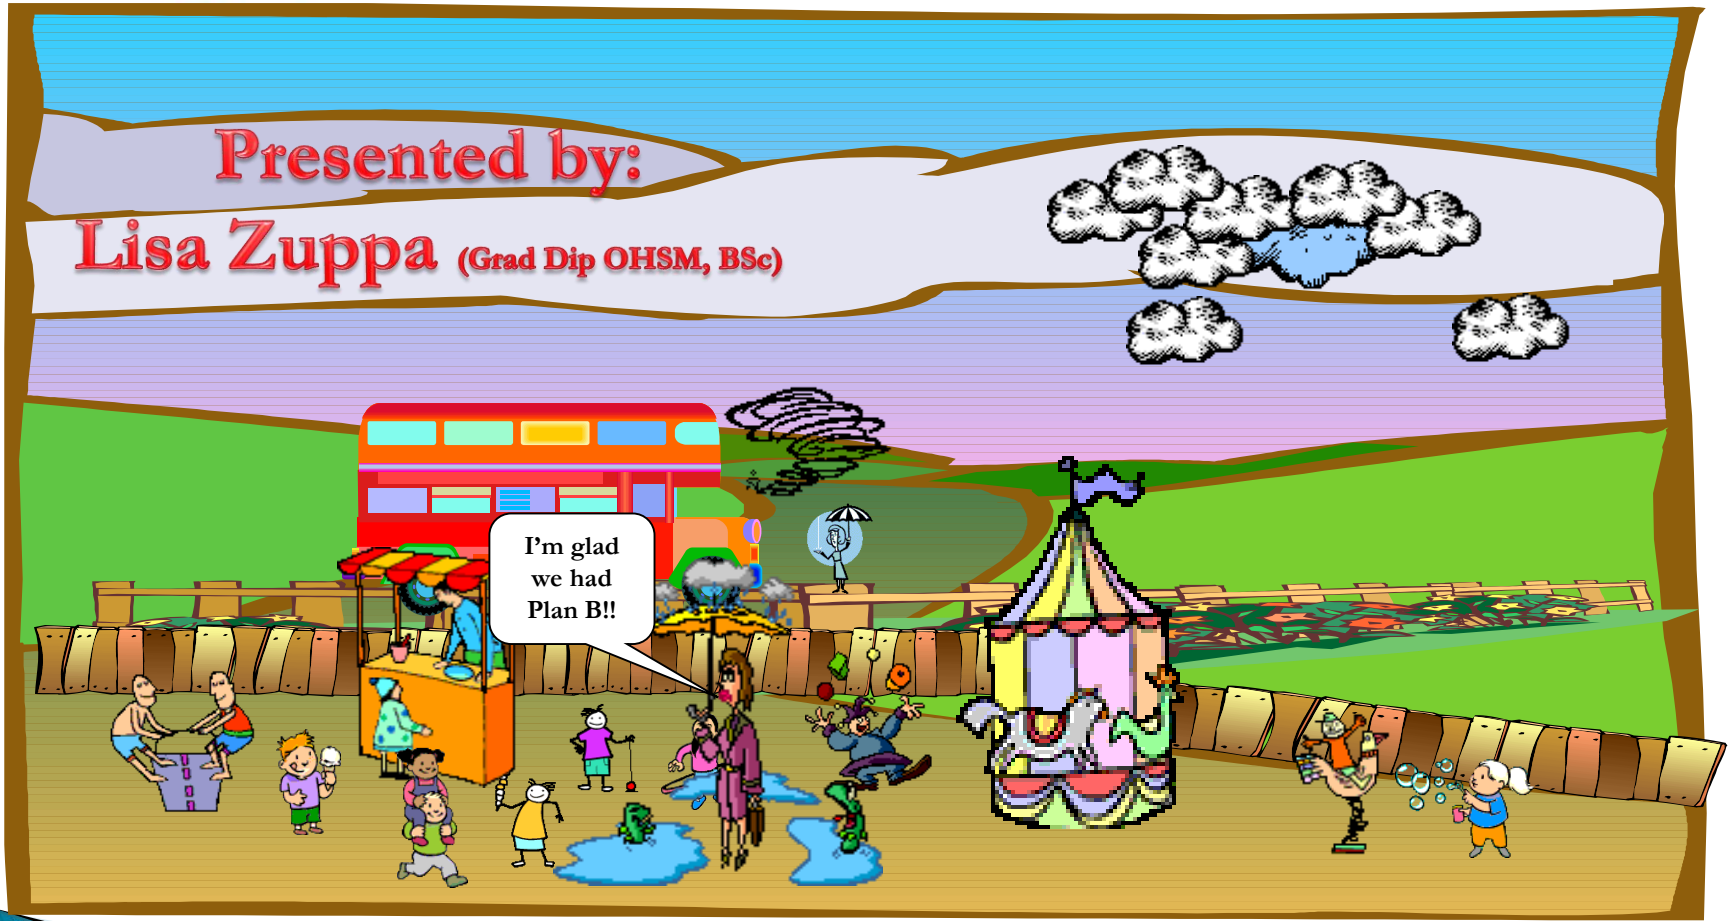 Presented by:
Lisa Zuppa (Grad Dip OHSM, BSc)
I’m glad
we had
Plan B!!